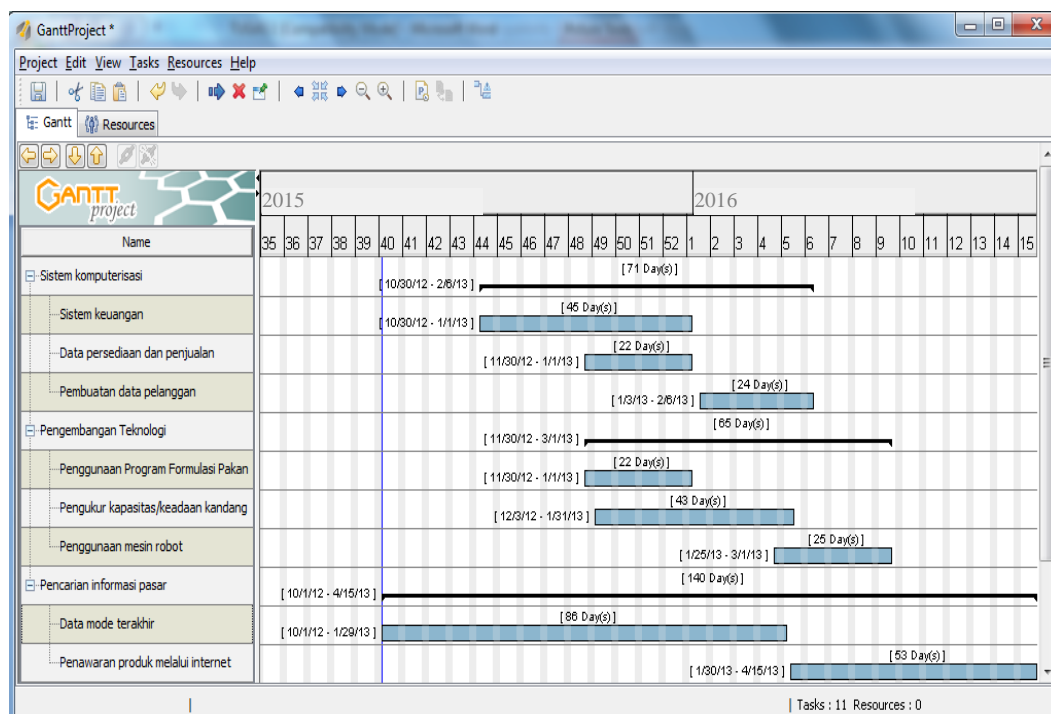 GanttProject *
Project Edit View Tasks Resources Help
Gantt Resources
GANTT project
2015 2016
Name
35 36 37 38 39 40 41 42 43 44 45 46 47 48 49 50 51 52 1 2 3 4 5 6 7 8 9 10 11 12 13 14 15
Sistem komputerisasi [ 10/30/12 - 2/6/13 ] [ 71 Day(s) ]
Sistem keuangan [ 10/30/12 - 1/1/13 ] [ 45 Day(s) ]
Data persediaan dan penjualan [ 11/30/12 - 1/1/13 ] [ 22 Day(s) ]
Pembuatan data pelanggan [ 1/3/13 - 2/6/13 ] [ 24 Day(s) ]
Pengembangan Teknologi [ 11/30/12 - 3/1/13 ] [ 65 Day(s) ]
Penggunaan Program Formulasi Pakan [ 11/30/12 - 1/1/13 ] [ 22 Day(s) ]
Pengukur kapasitas/keadaan kandang [ 12/3/12 - 1/31/13 ] [ 43 Day(s) ]
Penggunaan mesin robot [ 1/25/13 - 3/1/13 ] [ 25 Day(s) ]
Pencarian informasi pasar [ 10/1/12 - 4/15/13 ] [ 140 Day(s) ]
Data mode terakhir [ 10/1/12 - 1/29/13 ] [ 86 Day(s) ]
Penawaran produk melalui internet [ 1/30/13 - 4/15/13 ] [ 53 Day(s) ]
Tasks : 11 Resources : 0